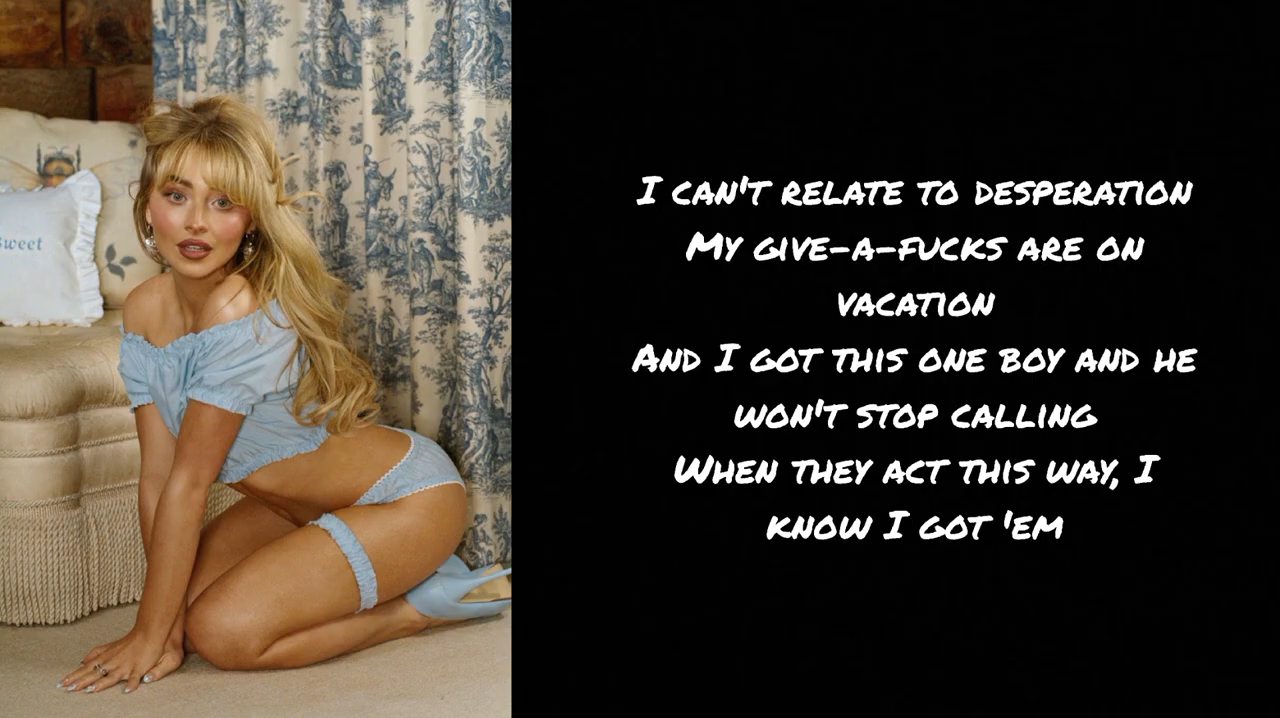 Sweet
I CAN'T RELATE TO DESPERATION
MY GIVE-A-FUCKS ARE ON
VACATION
AND I GOT THIS ONE BOY AND HE
WON'T STOP CALLING
WHEN THEY ACT THIS WAY, I
KNOW I GOT 'EM